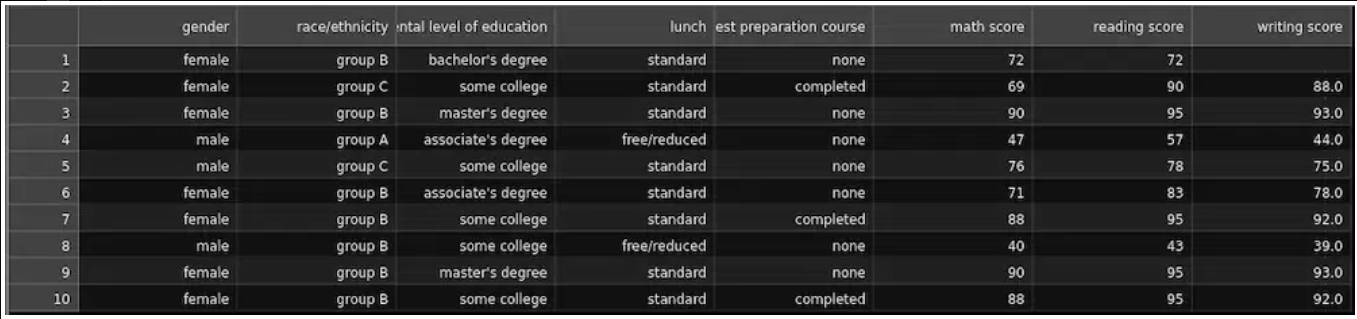 gender race/ethnicity ental level of education lunch est preparation course math score reading score writing score
1 female group B bachelor's degree standard none 72 72
2 female group C some college standard completed 69 90 88.0
3 female group B master's degree standard none 90 95 93.0
4 male group A associate's degree free/reduced none 47 57 44.0
5 male group C some college standard none 76 78 75.0
6 female group B associate's degree standard none 71 83 78.0
7 female group B some college standard completed 88 95 92.0
8 male group B some college free/reduced none 40 43 39.0
9 female group B master's degree standard none 90 95 93.0
10 female group B some college standard completed 88 95 92.0